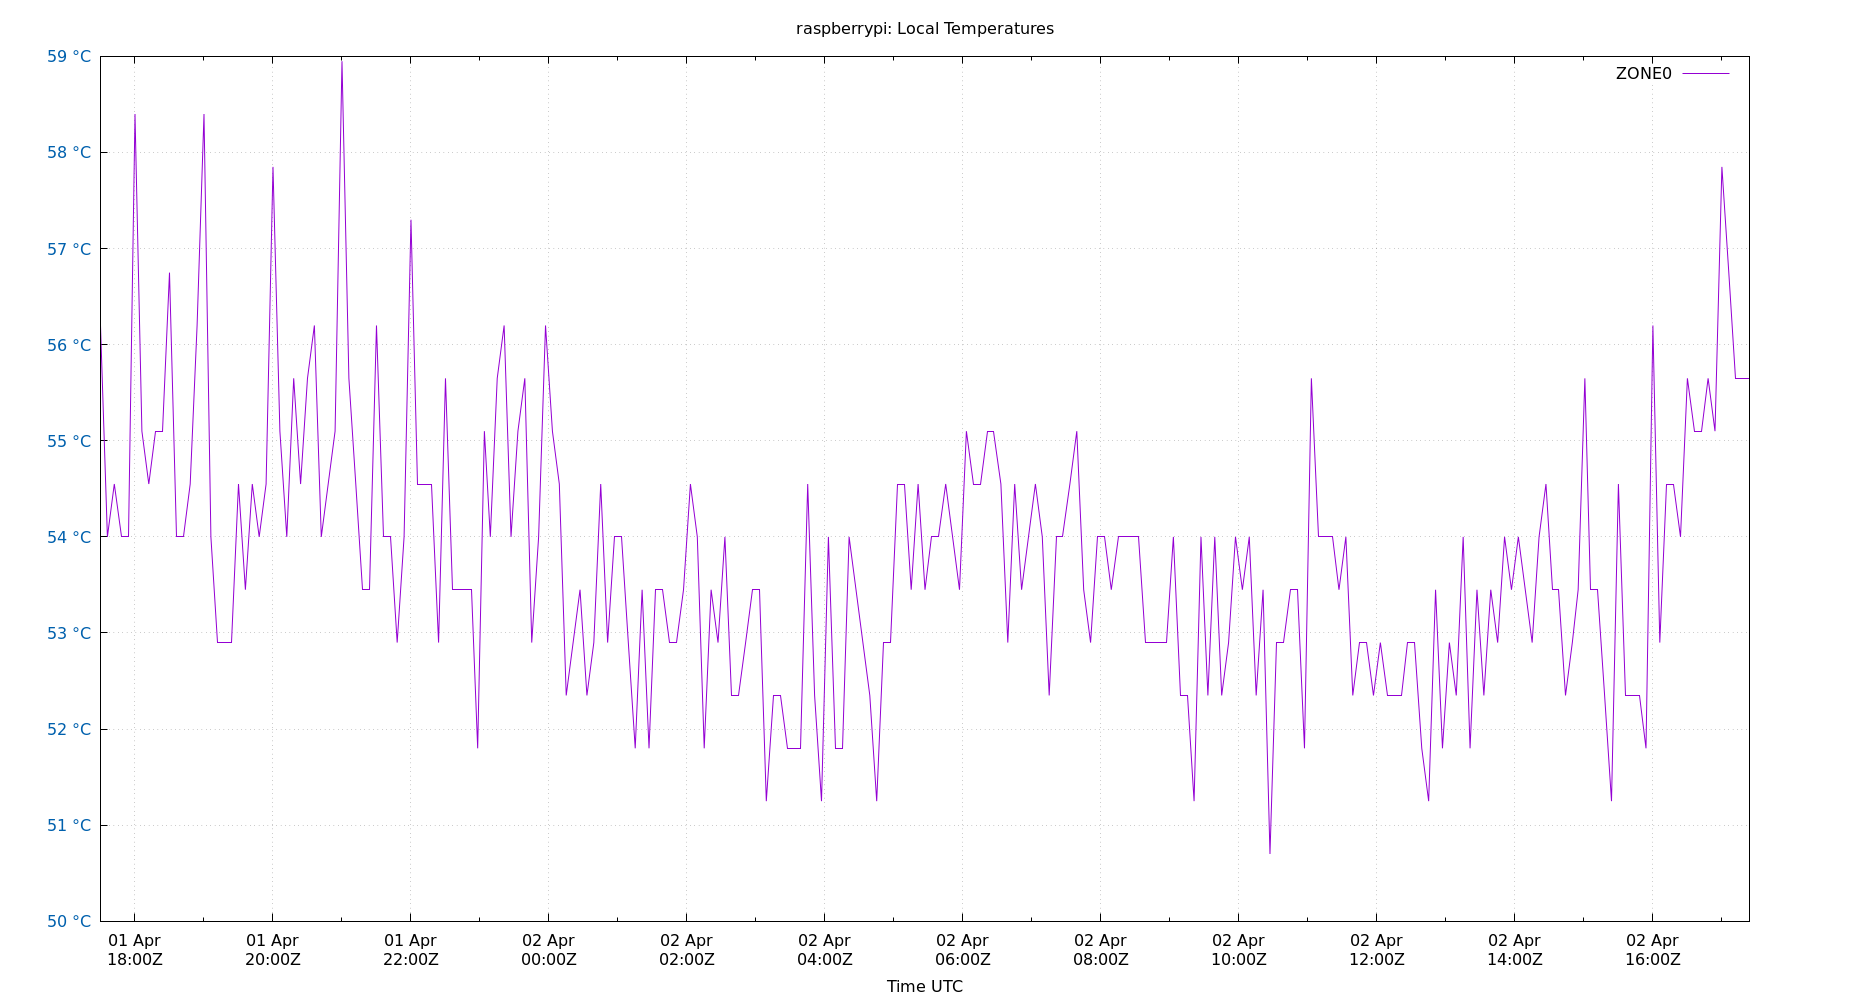 raspberrypi: Local Temperatures
ZONE0
59 °C
58 °C
57 °C
56 °C
55 °C
54 °C
53 °C
52 °C
51 °C
50 °C
01 Apr 01 Apr 01 Apr 02 Apr 02 Apr 02 Apr 02 Apr 02 Apr 02 Apr 02 Apr 02 Apr 02 Apr
18:00Z 20:00Z 22:00Z 00:00Z 02:00Z 04:00Z 06:00Z 08:00Z 10:00Z 12:00Z 14:00Z 16:00Z
Time UTC